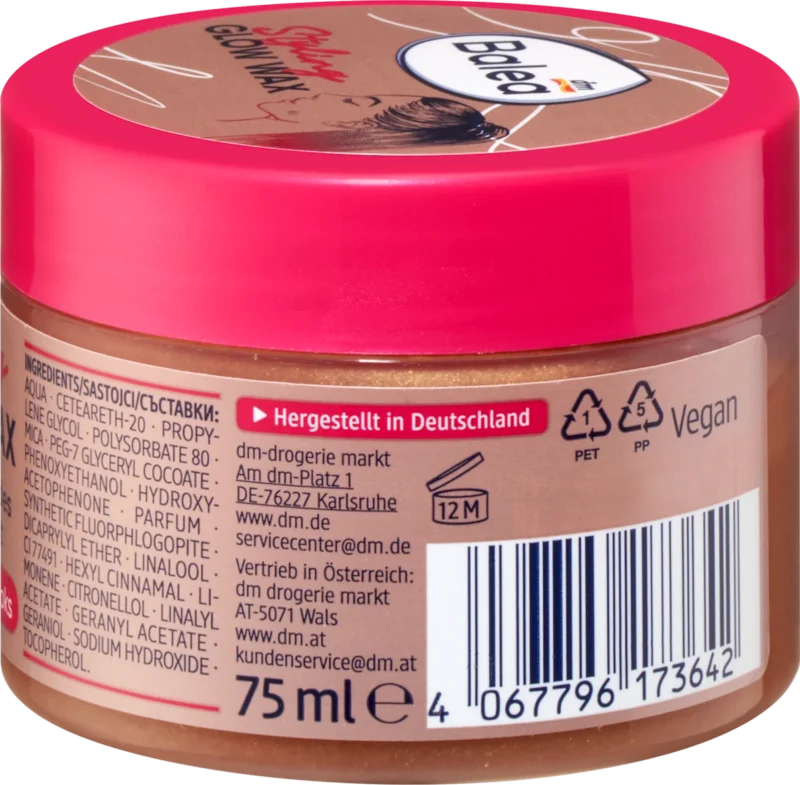 Styling
GLOW WAX
Balea
dm
INGREDIENTS/SASTOJCI/СЪСТАВКИ:
AQUA · CETEARETH-20 · PROPY-
LENE GLYCOL · POLYSORBATE 80 ·
MICA · PEG-7 GLYCERYL COCOATE ·
PHENOXYETHANOL · HYDROXY-
ACETOPHENONE · PARFUM ·
SYNTHETIC FLUORPHLOGOPITE ·
DICAPRYLYL ETHER · LINALOOL ·
CI 77491 · HEXYL CINNAMAL · LI-
MONENE · CITRONELLOL · LINALYL
ACETATE · GERANYL ACETATE ·
GERANIOL · SODIUM HYDROXIDE ·
TOCOPHEROL.
Hergestellt in Deutschland
dm-drogerie markt
Am dm-Platz 1
DE-76227 Karlsruhe
www.dm.de
servicecenter@dm.de
Vertrieb in Österreich:
dm drogerie markt
AT-5071 Wals
www.dm.at
kundenservice@dm.at
75 ml ℮
1
PET
5
PP
Vegan
12 M
4 067796 173642